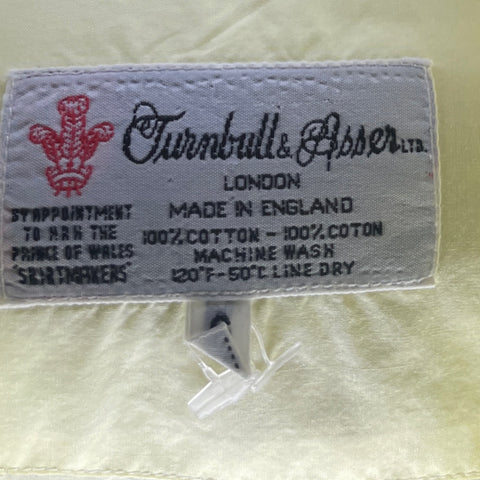 Turnbull & Asser LTD.
LONDON
MADE IN ENGLAND
100% COTTON - 100% COTON
MACHINE WASH
120°F-50°C LINE DRY
BY APPOINTMENT
TO H.R.H THE
PRINCE OF WALES
"SHIRTMAKERS"